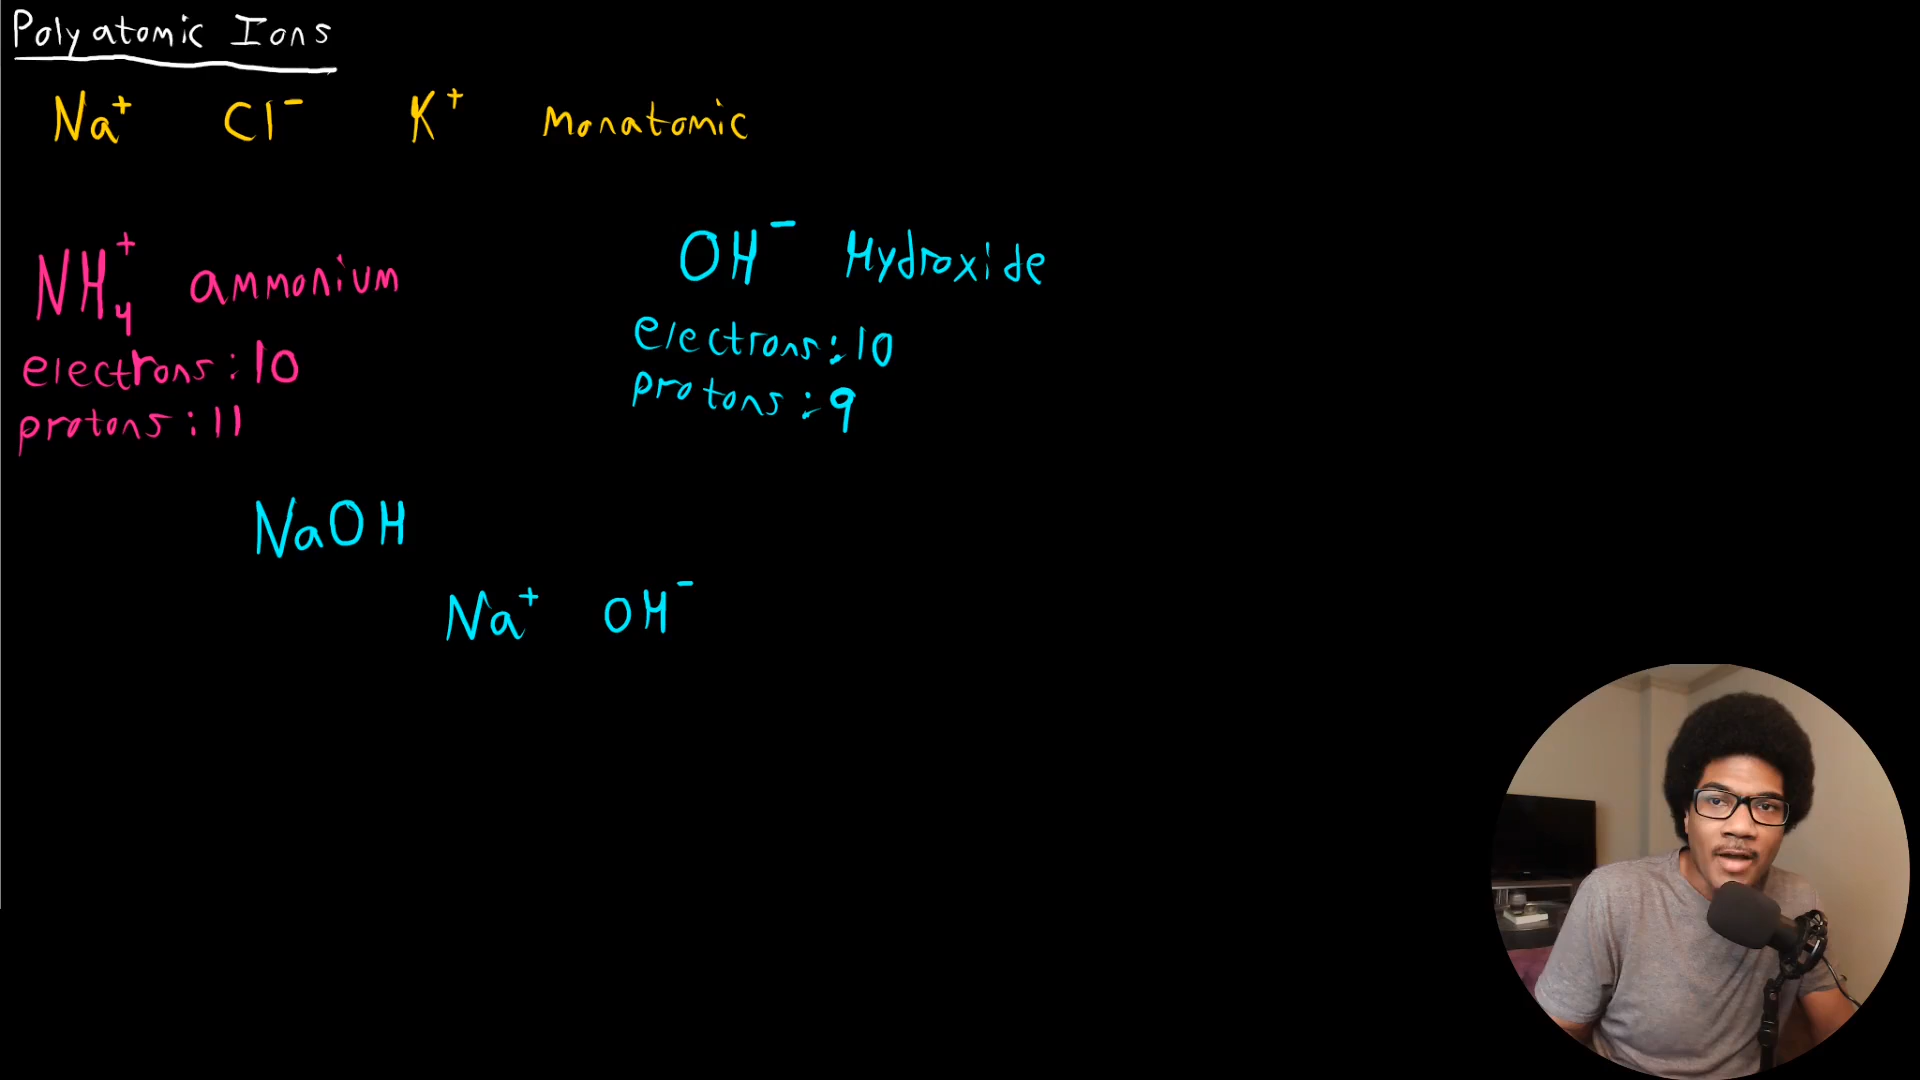 Polyatomic Ions
Na⁺ Cl⁻ K⁺ Monatomic
NH₄⁺ ammonium
electrons: 10
protons: 11
OH⁻ Hydroxide
electrons: 10
protons: 9
NaOH
Na⁺ OH⁻